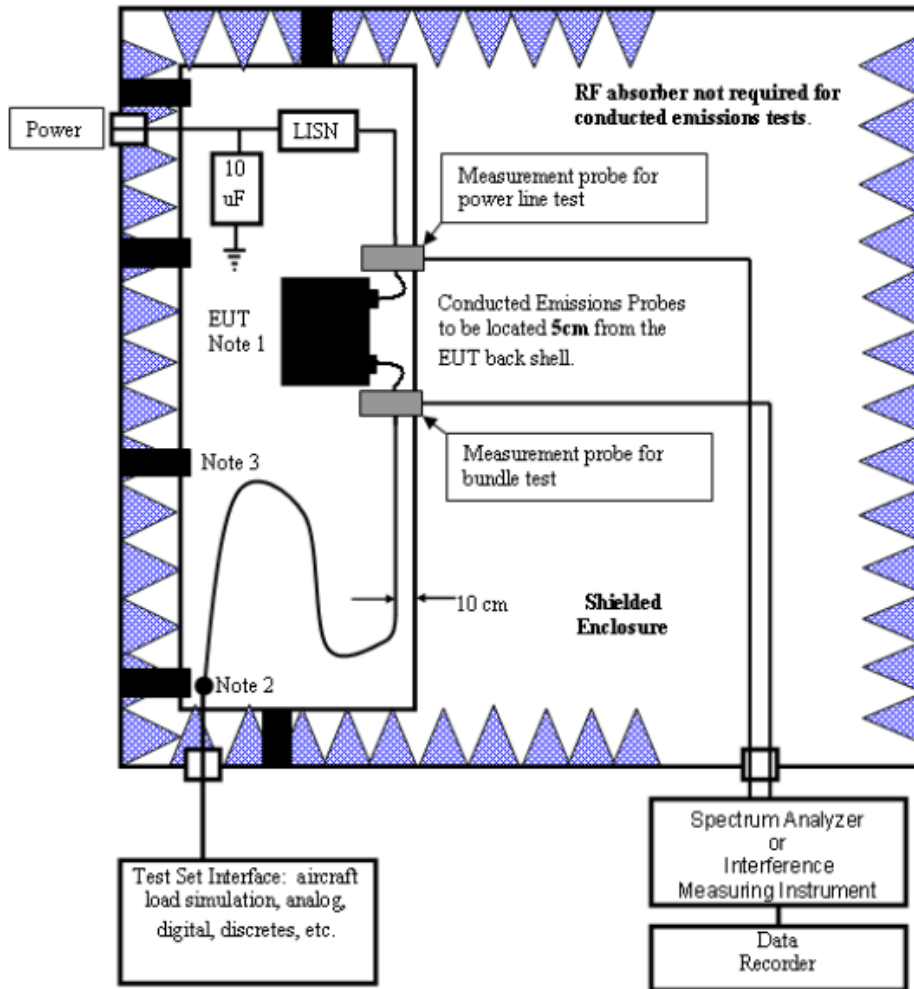 RF absorber not required for
conducted emissions tests.
Power
LISN
10
uF
Measurement probe for
power line test
EUT
Note 1
Conducted Emissions Probes
to be located 5cm from the
EUT back shell.
Note 3
Measurement probe for
bundle test
10 cm
Shielded
Enclosure
Note 2
Test Set Interface: aircraft
load simulation, analog,
digital, discretes, etc.
Spectrum Analyzer
or
Interference
Measuring Instrument
Data
Recorder